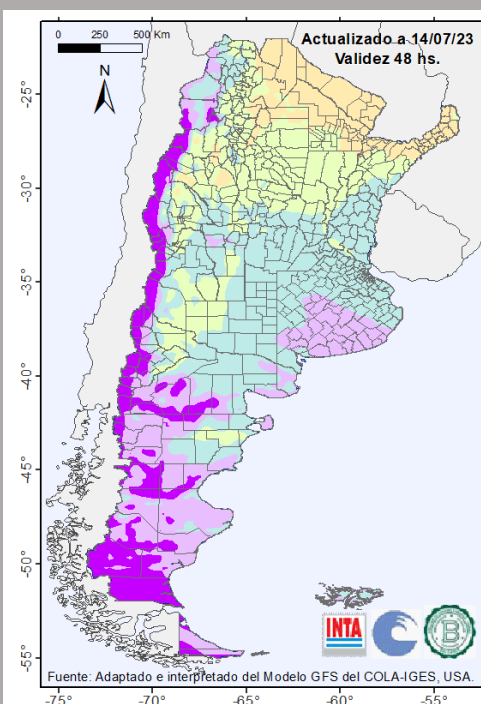 0 250 500 Km
Actualizado a 14/07/23
Validez 48 hs.
N
-25°
-30°
-35°
-40°
-45°
-50°
-55°
INTA
B
Fuente: Adaptado e interpretado del Modelo GFS del COLA-IGES, USA.
-75° -70° -65° -60° -55°